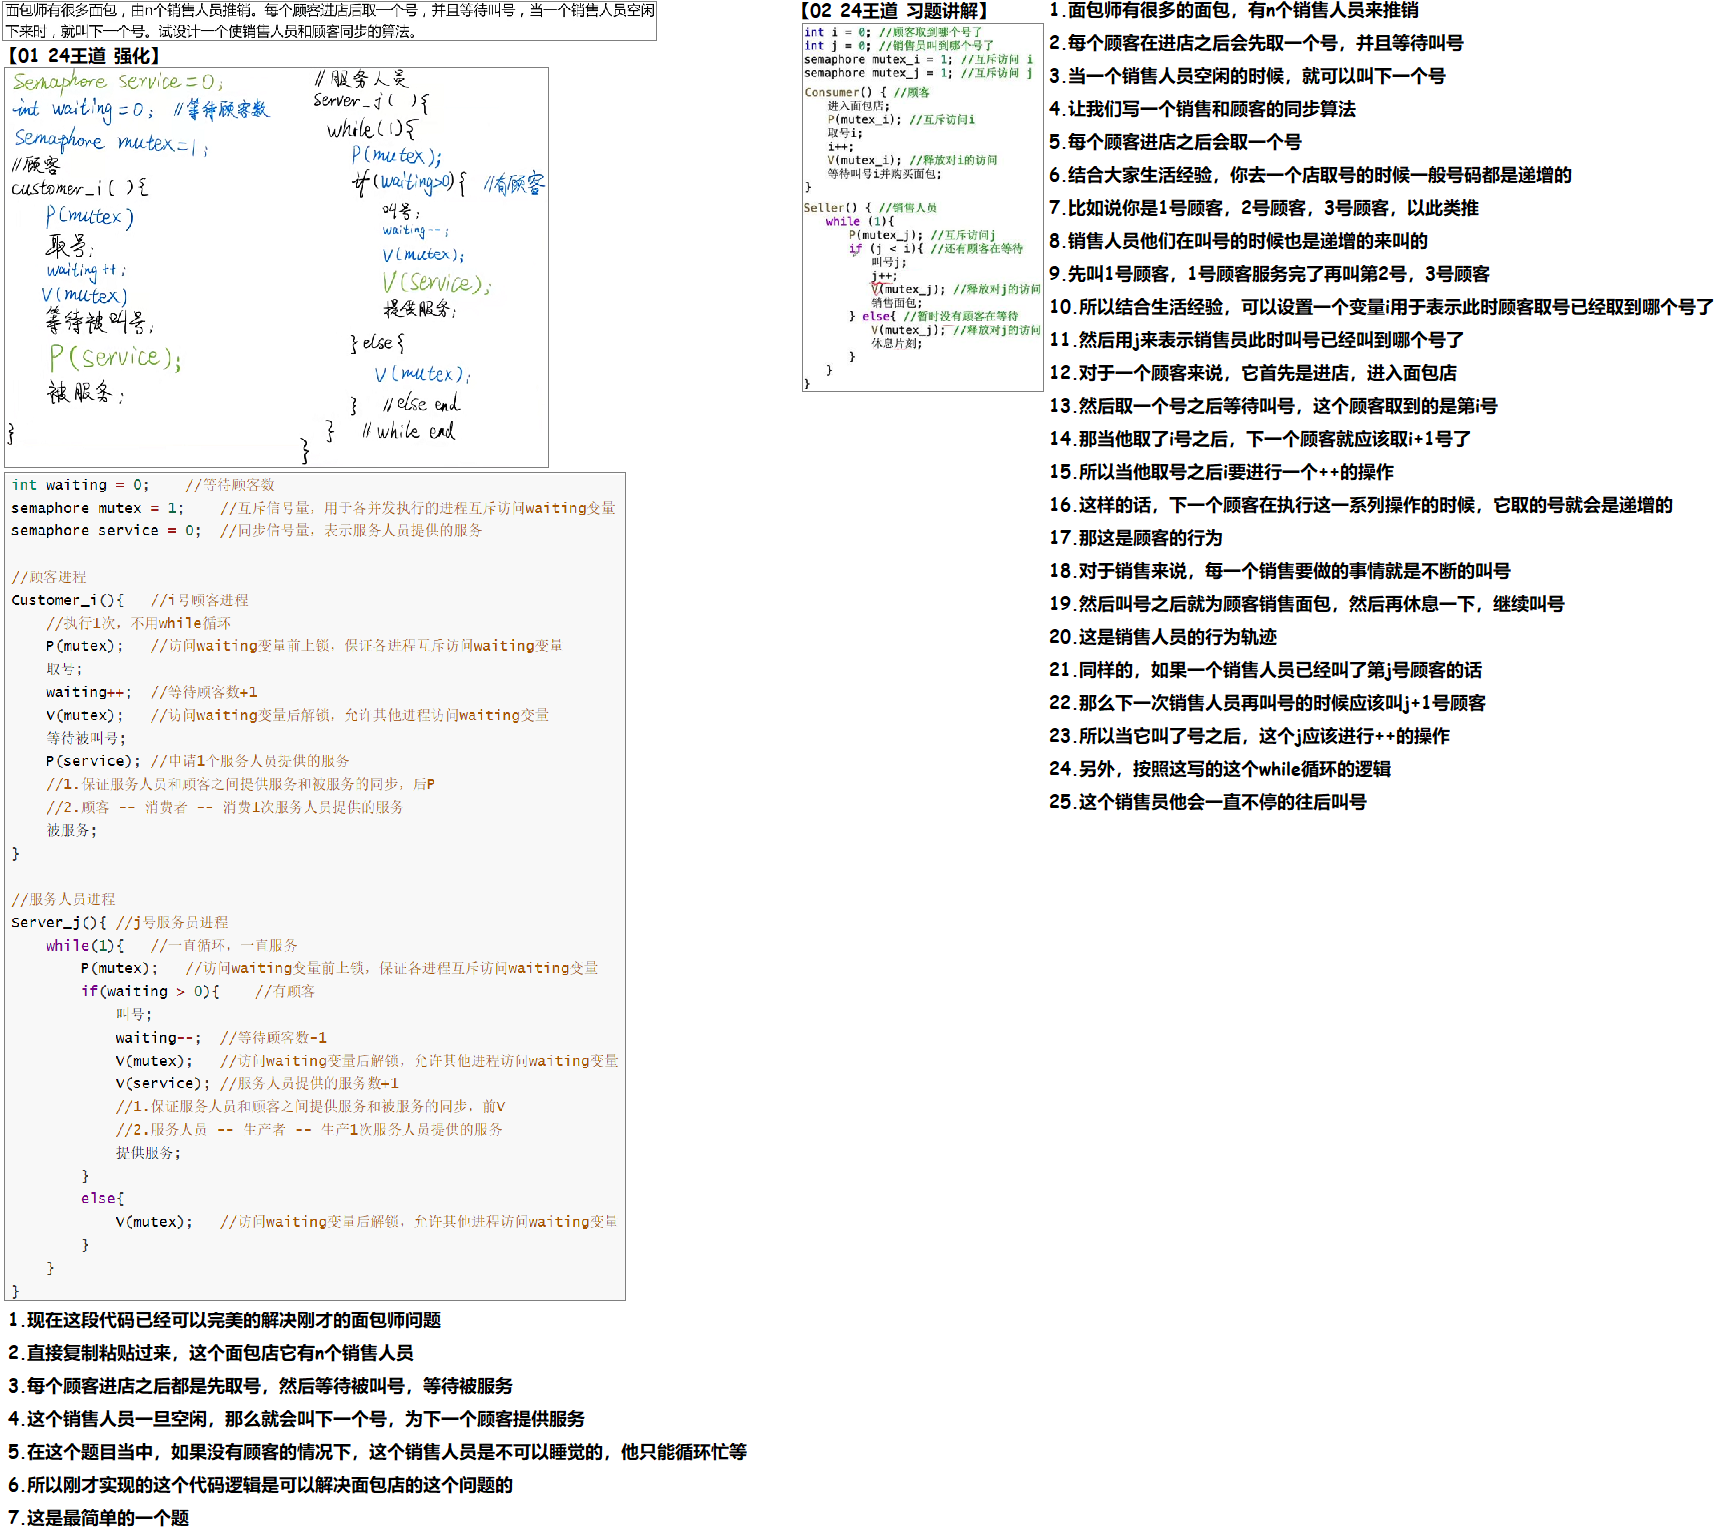 面包师有很多面包，由n个销售人员推销。每个顾客进店后取一个号，并且等待叫号，当一个销售人员空闲
下来时，就叫下一个号。试设计一个使销售人员和顾客同步的算法。
【01 24王道 强化】
Semaphore service=0;
int waiting=0; //等待顾客数
Semaphore mutex=1;
//顾客
customer_i( ){
P(mutex)
取号;
waiting++;
V(mutex)
等待被叫号;
P(service);
被服务;
}
//服务人员
server_j( ){
while(1){
P(mutex);
if(waiting>0){ //有顾客
叫号;
waiting--;
V(mutex);
V(service);
提供服务;
}else{
V(mutex);
} //else end
} //while end
}
int waiting = 0; //等待顾客数
semaphore mutex = 1; //互斥信号量，用于各并发执行的进程互斥访问waiting变量
semaphore service = 0; //同步信号量，表示服务人员提供的服务
//顾客进程
Customer_i(){ //i号顾客进程
//执行1次，不用while循环
P(mutex); //访问waiting变量前上锁，保证各进程互斥访问waiting变量
取号;
waiting++; //等待顾客数+1
V(mutex); //访问waiting变量后解锁，允许其他进程访问waiting变量
等待被叫号;
P(service); //申请1个服务人员提供的服务
//1.保证服务人员和顾客之间提供服务和被服务的同步，后P
//2.顾客 -- 消费者 -- 消费1次服务人员提供的服务
被服务;
}
//服务人员进程
Server_j(){ //j号服务员进程
while(1){ //一直循环，一直服务
P(mutex); //访问waiting变量前上锁，保证各进程互斥访问waiting变量
if(waiting > 0){ //有顾客
叫号;
waiting--; //等待顾客数-1
V(mutex); //访问waiting变量后解锁，允许其他进程访问waiting变量
V(service); //服务人员提供的服务数+1
//1.保证服务人员和顾客之间提供服务和被服务的同步，前V
//2.服务人员 -- 生产者 -- 生产1次服务人员提供的服务
提供服务;
}
else{
V(mutex); //访问waiting变量后解锁，允许其他进程访问waiting变量
}
}
}
1.现在这段代码已经可以完美的解决刚才的面包师问题
2.直接复制粘贴过来，这个面包店它有n个销售人员
3.每个顾客进店之后都是先取号，然后等待被叫号，等待被服务
4.这个销售人员一旦空闲，那么就会叫下一个号，为下一个顾客提供服务
5.在这个题目当中，如果没有顾客的情况下，这个销售人员是不可以睡觉的，他只能循环忙等
6.所以刚才实现的这个代码逻辑是可以解决面包店的这个问题的
7.这是最简单的一个题
【02 24王道 习题讲解】
int i = 0; //顾客取到哪个号了
int j = 0; //销售员叫到哪个号了
semaphore mutex_i = 1; //互斥访问 i
semaphore mutex_j = 1; //互斥访问 j
Consumer() { //顾客
进入面包店;
P(mutex_i); //互斥访问i
取号i;
i++;
V(mutex_i); //释放对i的访问
等待叫号i并购买面包;
}
Seller() { //销售人员
while (1){
P(mutex_j); //互斥访问j
if (j < i){ //还有顾客在等待
叫号j;
j++;
V(mutex_j); //释放对j的访问
销售面包;
} else{ //暂时没有顾客在等待
V(mutex_j); //释放对j的访问
休息片刻;
}
}
}
1.面包师有很多的面包，有n个销售人员来推销
2.每个顾客在进店之后会先取一个号，并且等待叫号
3.当一个销售人员空闲的时候，就可以叫下一个号
4.让我们写一个销售和顾客的同步算法
5.每个顾客进店之后会取一个号
6.结合大家生活经验，你去一个店取号的时候一般号码都是递增的
7.比如说你是1号顾客，2号顾客，3号顾客，以此类推
8.销售人员他们在叫号的时候也是递增的来叫的
9.先叫1号顾客，1号顾客服务完了再叫第2号，3号顾客
10.所以结合生活经验，可以设置一个变量i用于表示此时顾客取号已经取到哪个号了
11.然后用j来表示销售员此时叫号已经叫到哪个号了
12.对于一个顾客来说，它首先是进店，进入面包店
13.然后取一个号之后等待叫号，这个顾客取到的是第i号
14.那当他取了i号之后，下一个顾客就应该取i+1号了
15.所以当他取号之后i要进行一个++的操作
16.这样的话，下一个顾客在执行这一系列操作的时候，它取的号就会是递增的
17.那这是顾客的行为
18.对于销售来说，每一个销售要做的事情就是不断的叫号
19.然后叫号之后就为顾客销售面包，然后再休息一下，继续叫号
20.这是销售人员的行为轨迹
21.同样的，如果一个销售人员已经叫了第j号顾客的话
22.那么下一次销售人员再叫号的时候应该叫j+1号顾客
23.所以当它叫了号之后，这个j应该进行++的操作
24.另外，按照这写的这个while循环的逻辑
25.这个销售员他会一直不停的往后叫号